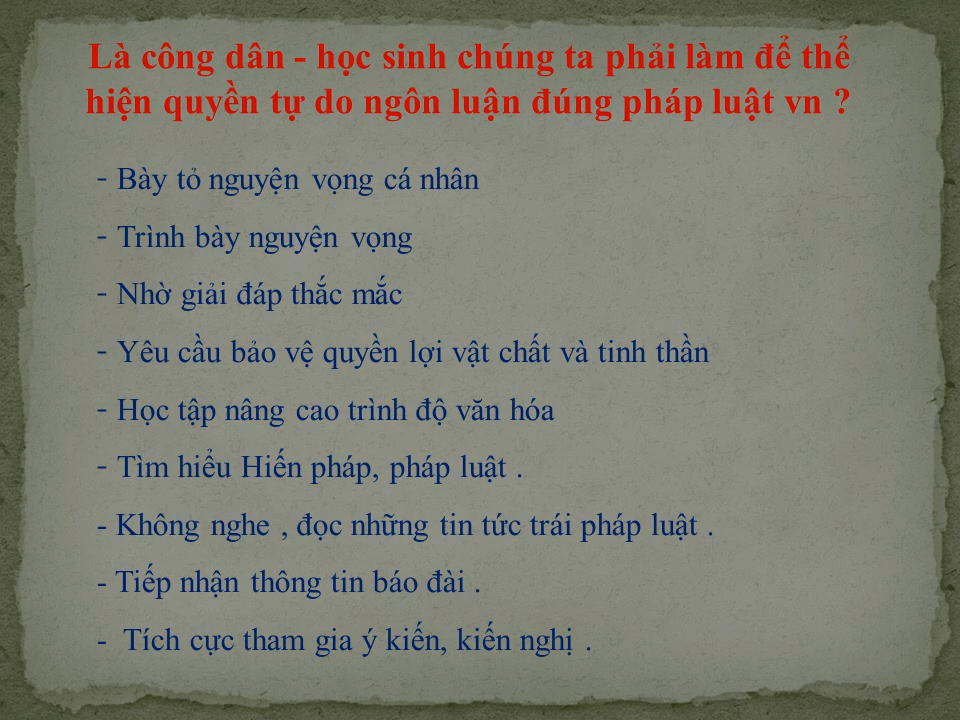 Là công dân - học sinh chúng ta phải làm để thể
hiện quyền tự do ngôn luận đúng pháp luật vn ?
- Bày tỏ nguyện vọng cá nhân
- Trình bày nguyện vọng
- Nhờ giải đáp thắc mắc
- Yêu cầu bảo vệ quyền lợi vật chất và tinh thần
- Học tập nâng cao trình độ văn hóa
- Tìm hiểu Hiến pháp, pháp luật .
- Không nghe , đọc những tin tức trái pháp luật .
- Tiếp nhận thông tin báo đài .
- Tích cực tham gia ý kiến, kiến nghị .